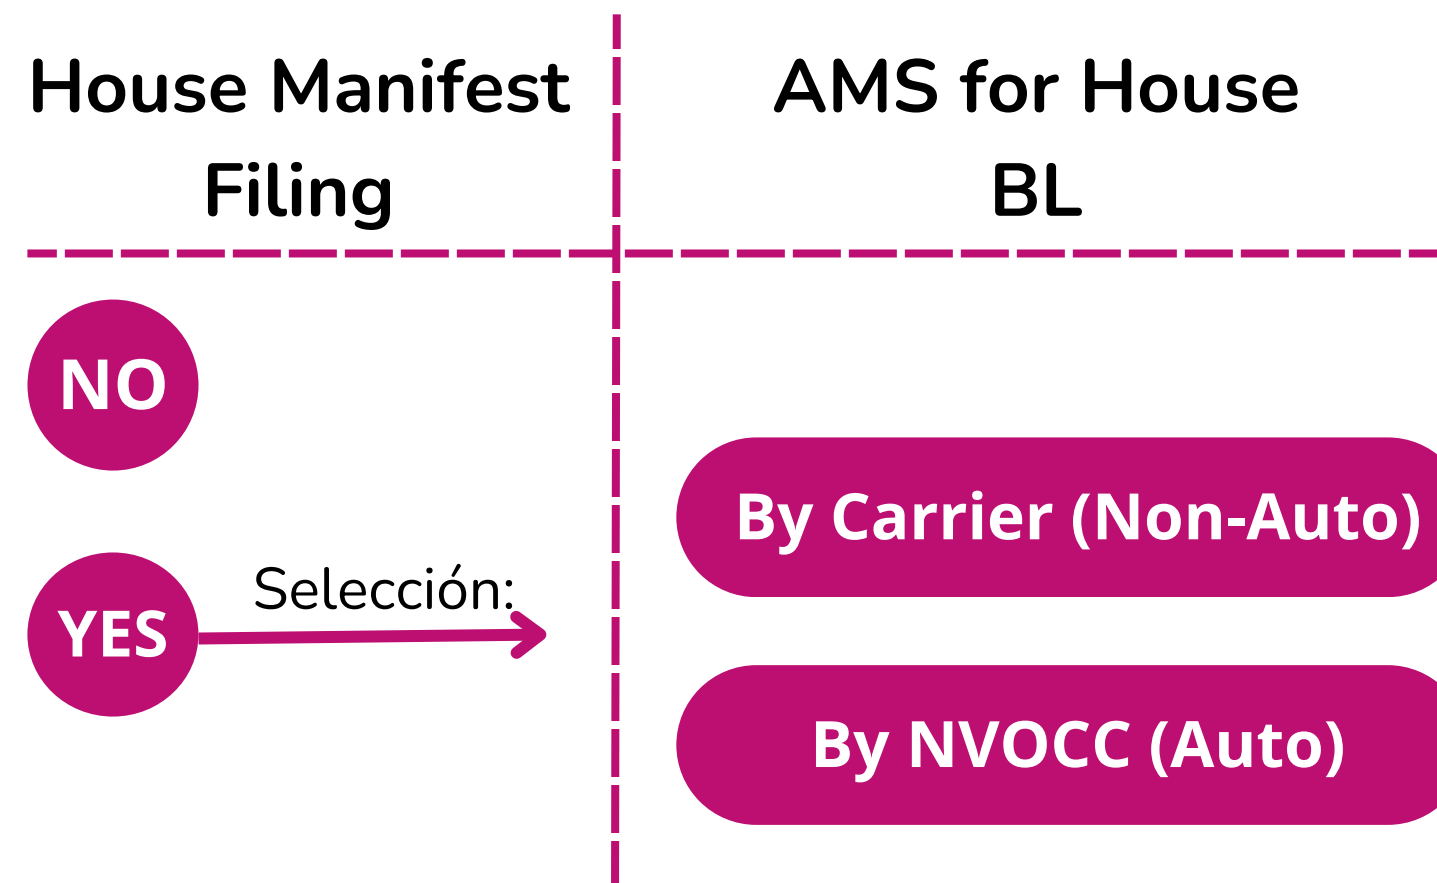 House Manifest
Filing
AMS for House
BL
NO
YES
Selección:
By Carrier (Non-Auto)
By NVOCC (Auto)